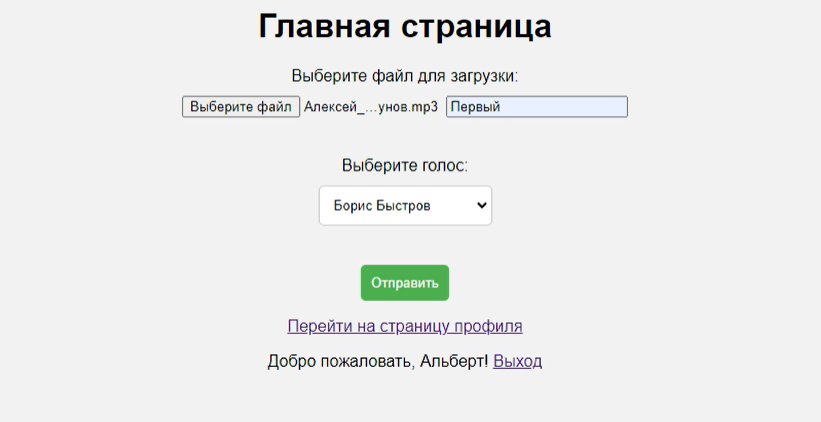 Главная страница
Выберите файл для загрузки:
Выберите файл Алексей_...унов.mp3 Первый
Выберите голос:
Борис Быстров
Отправить
Перейти на страницу профиля
Добро пожаловать, Альберт! Выход